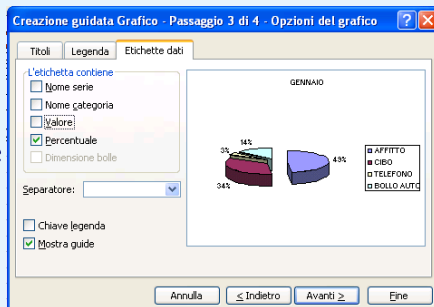 Creazione guidata Grafico - Passaggio 3 di 4 - Opzioni del grafico
Titoli Legenda Etichette dati
L'etichetta contiene
Nome serie
Nome categoria
Valore
Percentuale
Dimensione bolle
Separatore:
Chiave legenda
Mostra guide
GENNAIO
14%
3%
49%
34%
AFFITTO
CIBO
TELEFONO
BOLLO AUTO
Annulla < Indietro Avanti > Fine